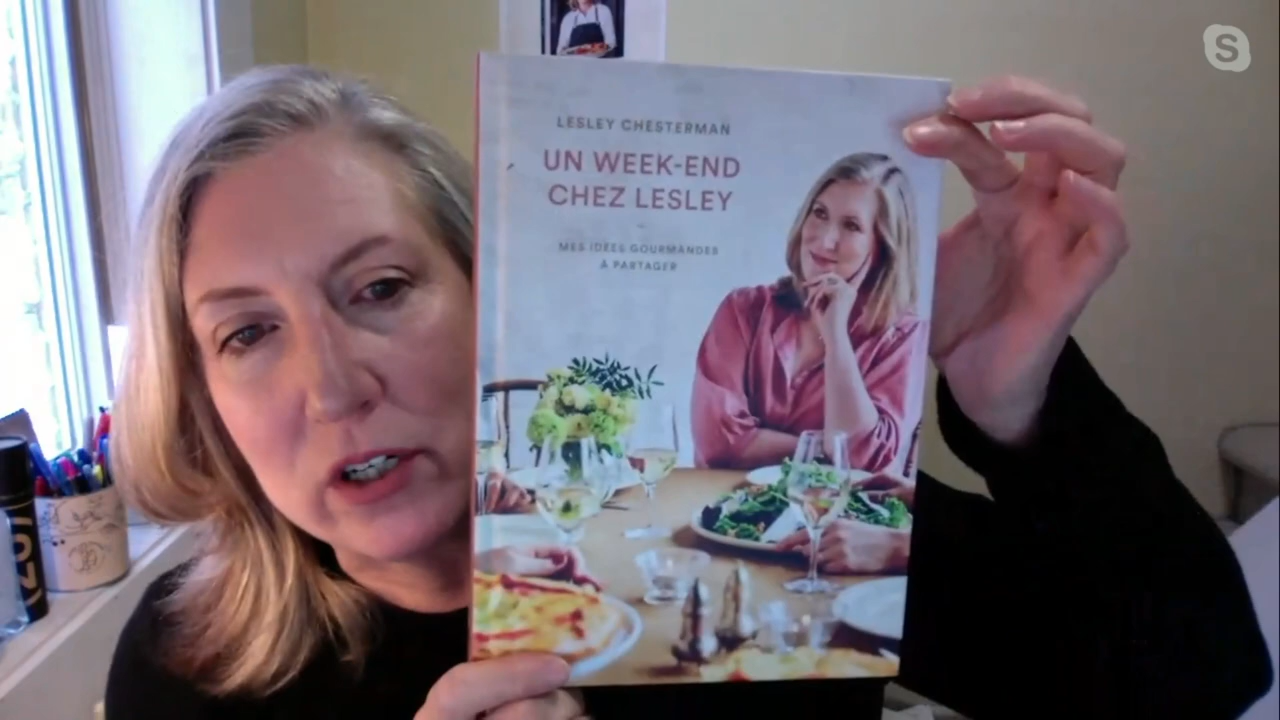 LESLEY CHESTERMAN
UN WEEK-END
CHEZ LESLEY
MES IDÉES GOURMANDES
À PARTAGER
S